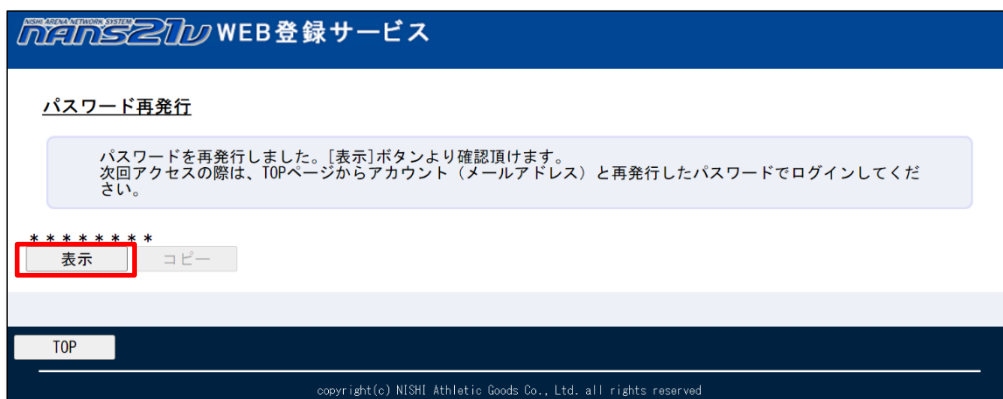 NISHI ARENA NETWORK SYSTEM
NANS21V WEB登録サービス
パスワード再発行
パスワードを再発行しました。[表示]ボタンより確認頂けます。
次回アクセスの際は、TOPページからアカウント（メールアドレス）と再発行したパスワードでログインしてくだ
さい。
********
表示 コピー
TOP
copyright(c) NISHI Athletic Goods Co., Ltd. all rights reserved